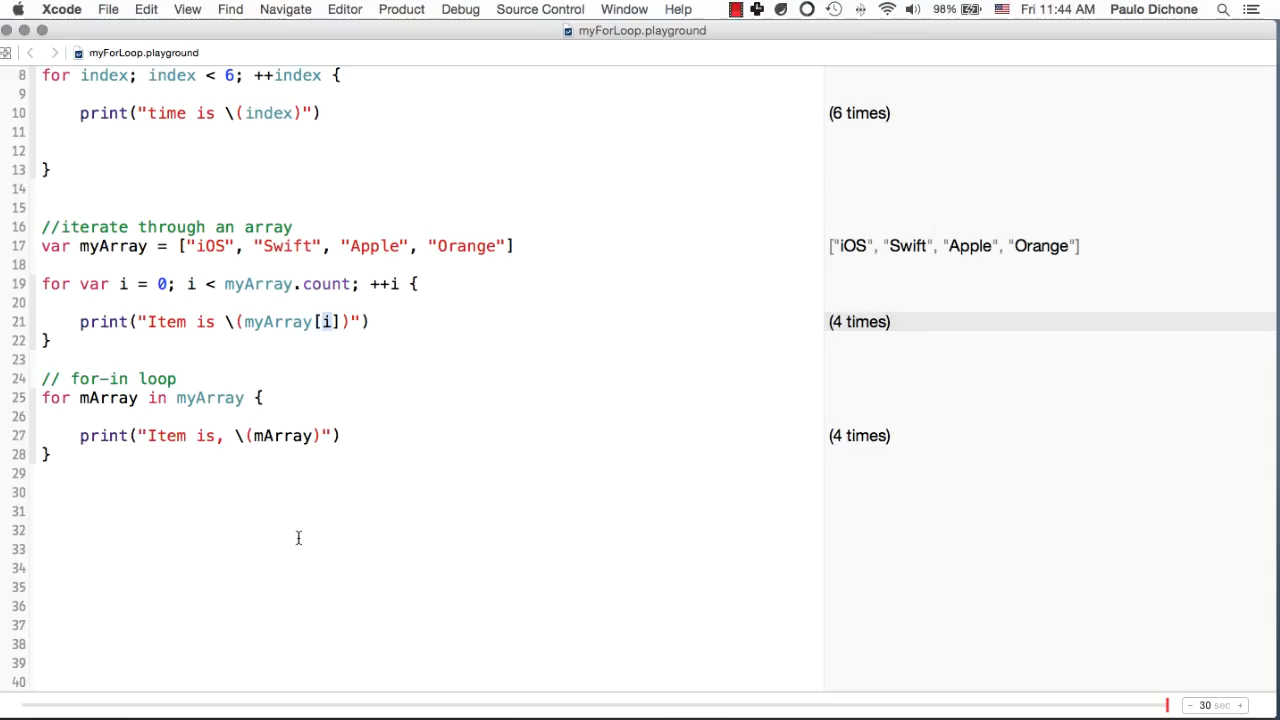 Xcode File Edit View Find Navigate Editor Product Debug Source Control Window Help 98% Fri 11:44 AM Paulo Dichone
myForLoop.playground
myForLoop.playground
8 for index; index < 6; ++index {
9
10 print("time is \(index)") (6 times)
11
12
13 }
14
15
16 //iterate through an array
17 var myArray = ["iOS", "Swift", "Apple", "Orange"] ["iOS", "Swift", "Apple", "Orange"]
18
19 for var i = 0; i < myArray.count; ++i {
20
21 print("Item is \(myArray[i])") (4 times)
22 }
23
24 // for-in loop
25 for mArray in myArray {
26
27 print("Item is, \(mArray)") (4 times)
28 }
29
30
31
32
33
34
35
36
37
38
39
40
- 30 sec +